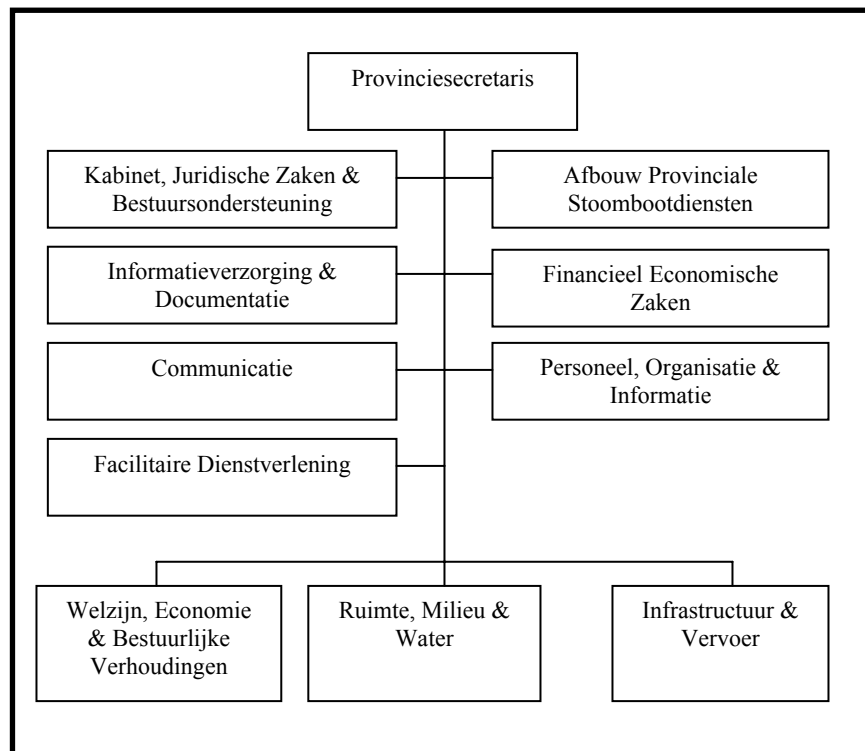 Provinciesecretaris
Kabinet, Juridische Zaken &
Bestuursondersteuning
Afbouw Provinciale
Stoombootdiensten
Informatieverzorging &
Documentatie
Financieel Economische
Zaken
Communicatie
Personeel, Organisatie &
Informatie
Facilitaire Dienstverlening
Welzijn, Economie
& Bestuurlijke
Verhoudingen
Ruimte, Milieu &
Water
Infrastructuur &
Vervoer